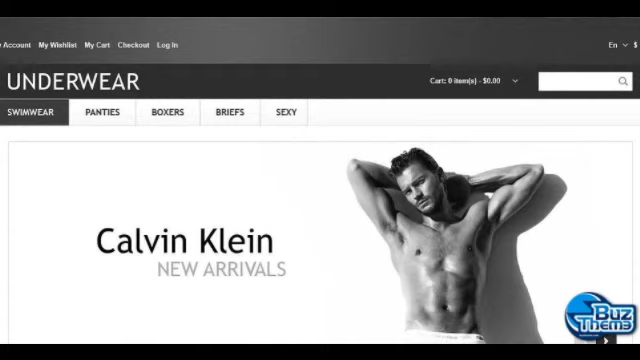 Account My Wishlist My Cart Checkout Log In En $
UNDERWEAR Cart: 0 item(s) - $0.00
SWIMWEAR PANTIES BOXERS BRIEFS SEXY
Calvin Klein
NEW ARRIVALS
Buz
Them3